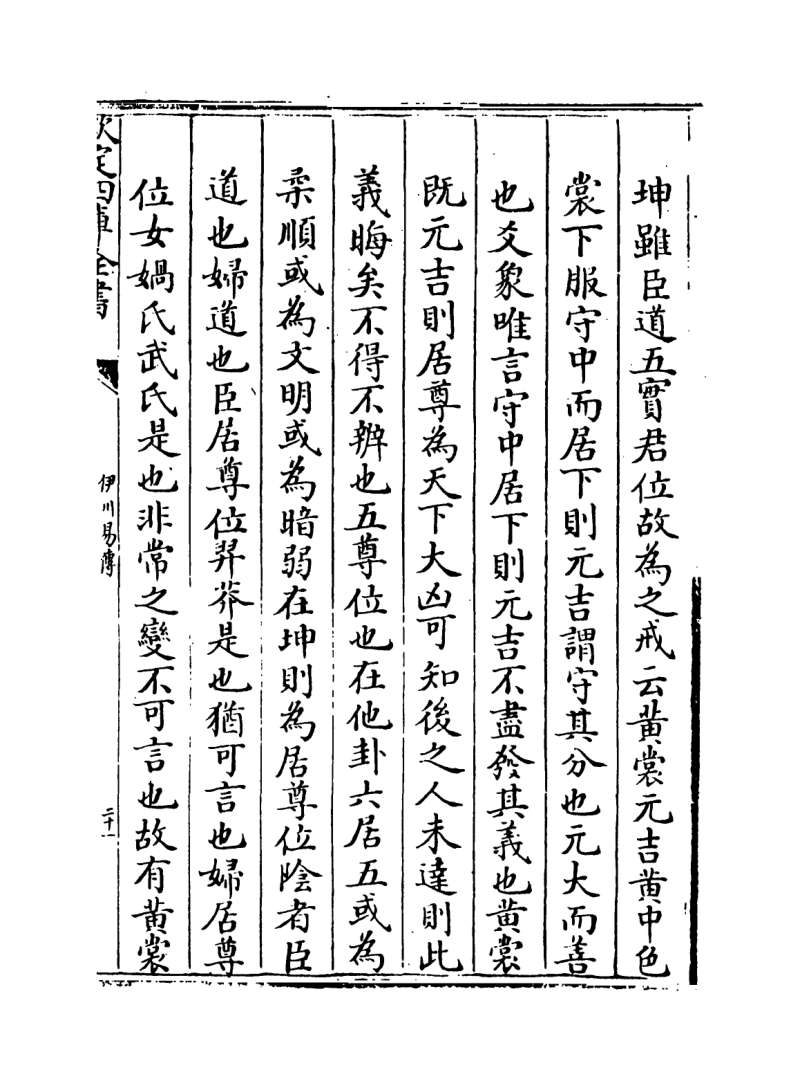 坤雖臣道五實君位故為之戒云黄裳元吉黄中色
裳下服守中而居下則元吉謂守其分也元大而善
也爻象唯言守中居下則元吉不盡發其義也黄裳
既元吉則居尊為天下大凶可知後之人未達則此
義晦矣不得不辨也五尊位也在他卦六居五或為
柔順或為文明或為暗弱在坤則為居尊位陰者臣
道也婦道也臣居尊位羿莽是也猶可言也婦居尊
位女媧氏武氏是也非常之變不可言也故有黄裳
欽定四庫全書
伊川易傳
二十一